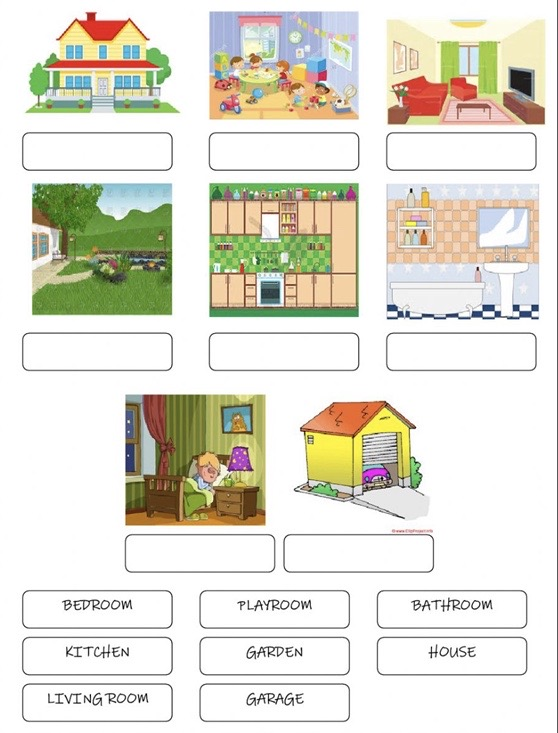 BEDROOM
PLAYROOM
BATHROOM
KITCHEN
GARDEN
HOUSE
LIVING ROOM
GARAGE